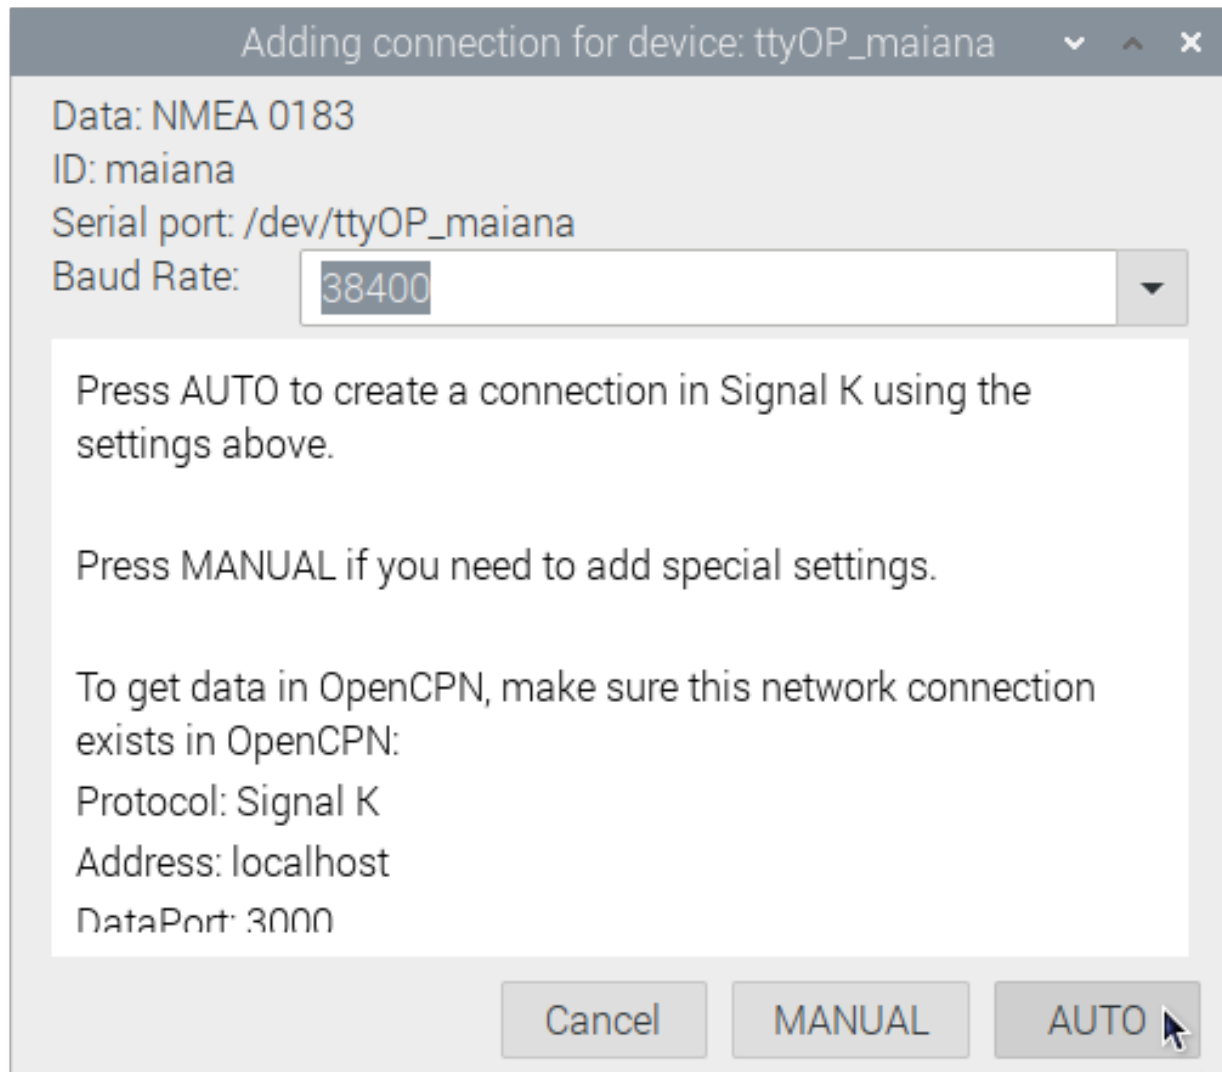 Adding connection for device: ttyOP_maiana
Data: NMEA 0183
ID: maiana
Serial port: /dev/ttyOP_maiana
Baud Rate: 38400
Press AUTO to create a connection in Signal K using the
settings above.
Press MANUAL if you need to add special settings.
To get data in OpenCPN, make sure this network connection
exists in OpenCPN:
Protocol: Signal K
Address: localhost
DataPort: 3000
Cancel MANUAL AUTO